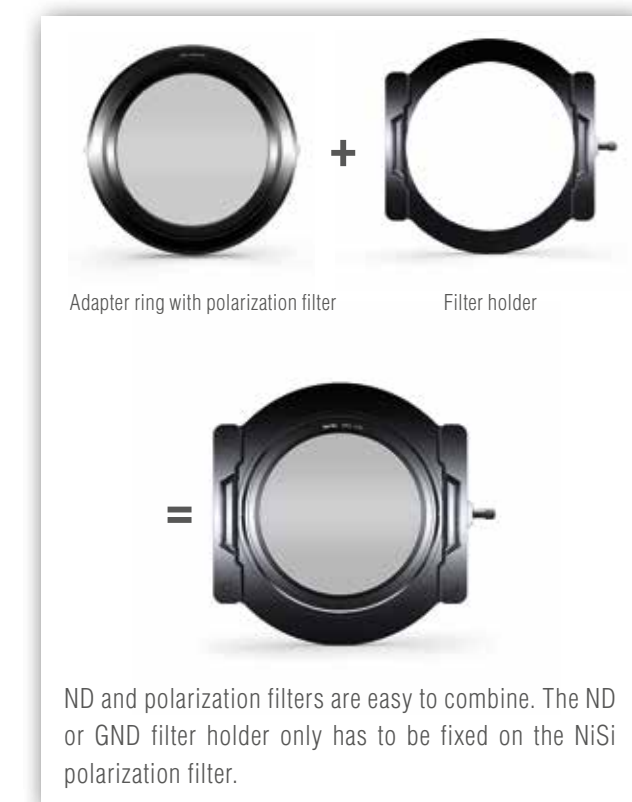 +
Adapter ring with polarization filter
Filter holder
=
ND and polarization filters are easy to combine. The ND
or GND filter holder only has to be fixed on the NiSi
polarization filter.